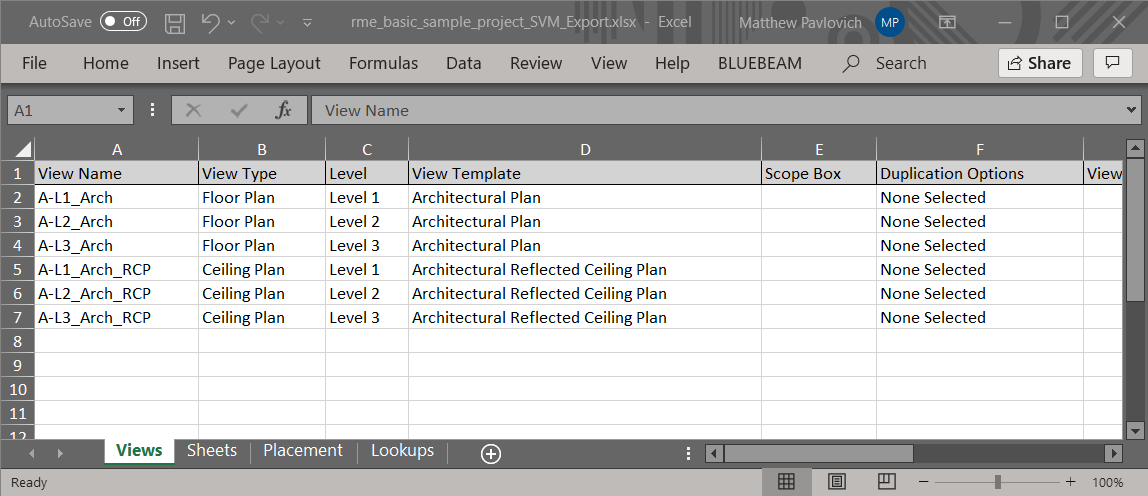 AutoSave Off rme_basic_sample_project_SVM_Export.xlsx - Excel Matthew Pavlovich MP
File Home Insert Page Layout Formulas Data Review View Help BLUEBEAM Search Share
A1 fx View Name
A B C D E F
1 View Name View Type Level View Template Scope Box Duplication Options View
2 A-L1_Arch Floor Plan Level 1 Architectural Plan None Selected
3 A-L2_Arch Floor Plan Level 2 Architectural Plan None Selected
4 A-L3_Arch Floor Plan Level 3 Architectural Plan None Selected
5 A-L1_Arch_RCP Ceiling Plan Level 1 Architectural Reflected Ceiling Plan None Selected
6 A-L2_Arch_RCP Ceiling Plan Level 2 Architectural Reflected Ceiling Plan None Selected
7 A-L3_Arch_RCP Ceiling Plan Level 3 Architectural Reflected Ceiling Plan None Selected
8
9
10
11
12
Views Sheets Placement Lookups
Ready 100%